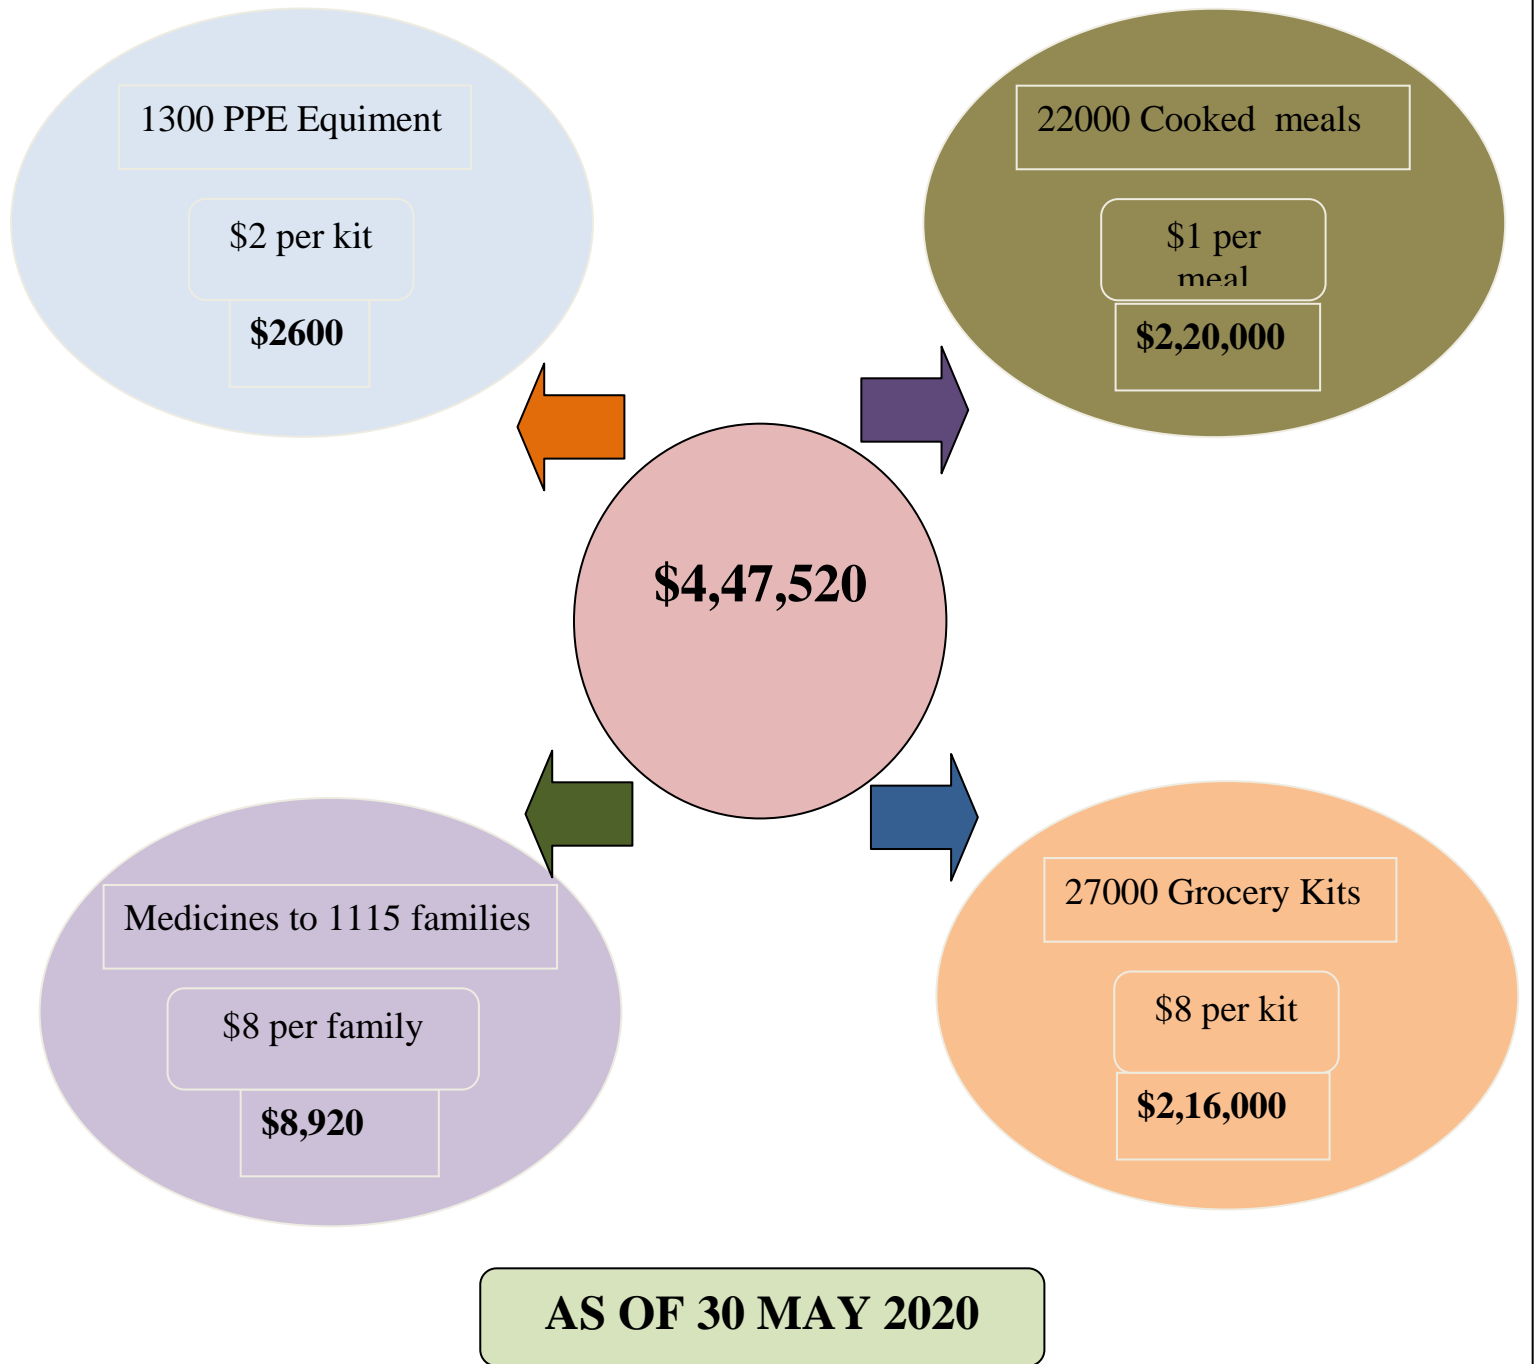 1300 PPE Equiment
$2 per kit
$2600
22000 Cooked  meals
$1 per
meal
$2,20,000
$4,47,520
Medicines to 1115 families
$8 per family
$8,920
27000 Grocery Kits
$8 per kit
$2,16,000
AS OF 30 MAY 2020